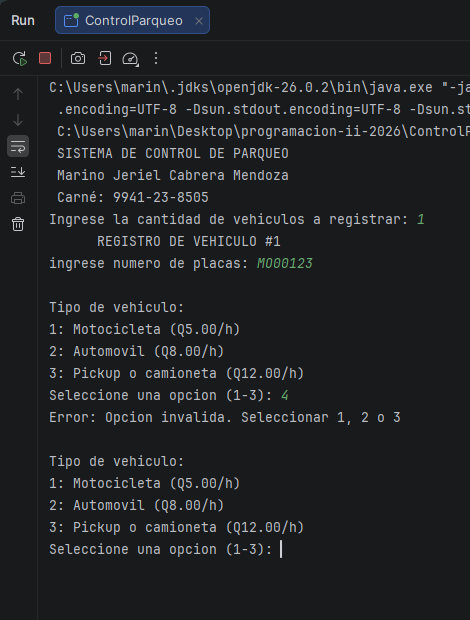 Run
ControlParqueo
C:\Users\marin\.jdks\openjdk-26.0.2\bin\java.exe "-ja
.encoding=UTF-8 -Dsun.stdout.encoding=UTF-8 -Dsun.st
C:\Users\marin\Desktop\programacion-ii-2026\ControlP
SISTEMA DE CONTROL DE PARQUEO
Marino Jeriel Cabrera Mendoza
Carné: 9941-23-8505
Ingrese la cantidad de vehiculos a registrar: 1
REGISTRO DE VEHICULO #1
ingrese numero de placas: MO00123
Tipo de vehiculo:
1: Motocicleta (Q5.00/h)
2: Automovil (Q8.00/h)
3: Pickup o camioneta (Q12.00/h)
Seleccione una opcion (1-3): 4
Error: Opcion invalida. Seleccionar 1, 2 o 3
Tipo de vehiculo:
1: Motocicleta (Q5.00/h)
2: Automovil (Q8.00/h)
3: Pickup o camioneta (Q12.00/h)
Seleccione una opcion (1-3):